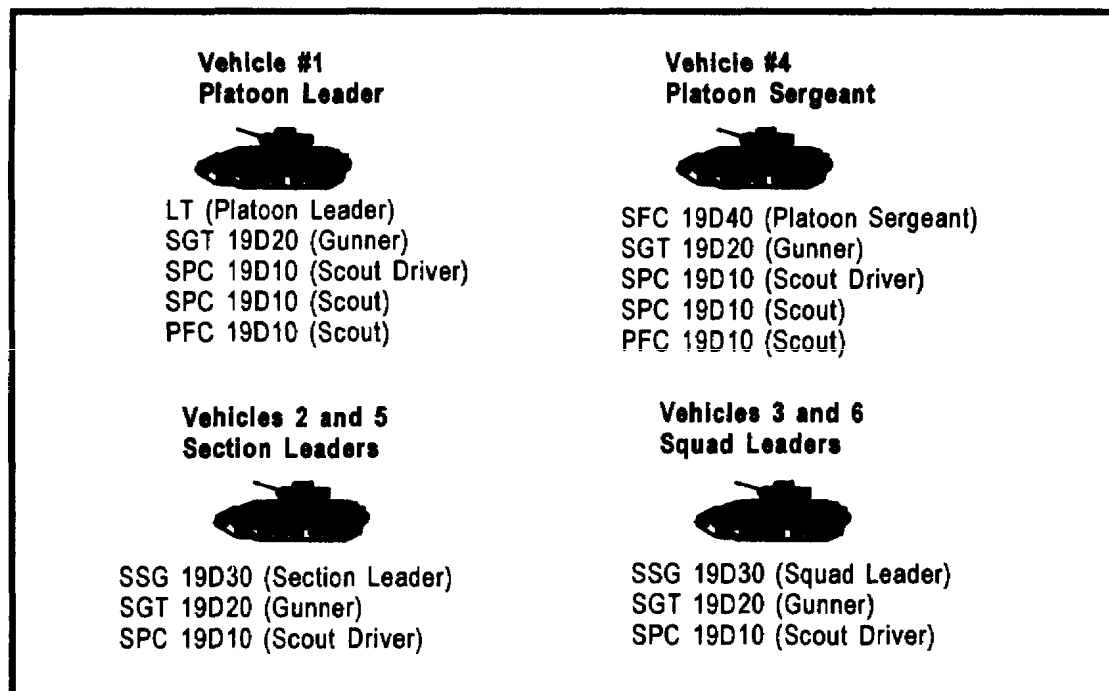 Vehicle #1
Platoon Leader
LT (Platoon Leader)
SGT 19D20 (Gunner)
SPC 19D10 (Scout Driver)
SPC 19D10 (Scout)
PFC 19D10 (Scout)
Vehicle #4
Platoon Sergeant
SFC 19D40 (Platoon Sergeant)
SGT 19D20 (Gunner)
SPC 19D10 (Scout Driver)
SPC 19D10 (Scout)
PFC 19D10 (Scout)
Vehicles 2 and 5
Section Leaders
SSG 19D30 (Section Leader)
SGT 19D20 (Gunner)
SPC 19D10 (Scout Driver)
Vehicles 3 and 6
Squad Leaders
SSG 19D30 (Squad Leader)
SGT 19D20 (Gunner)
SPC 19D10 (Scout Driver)